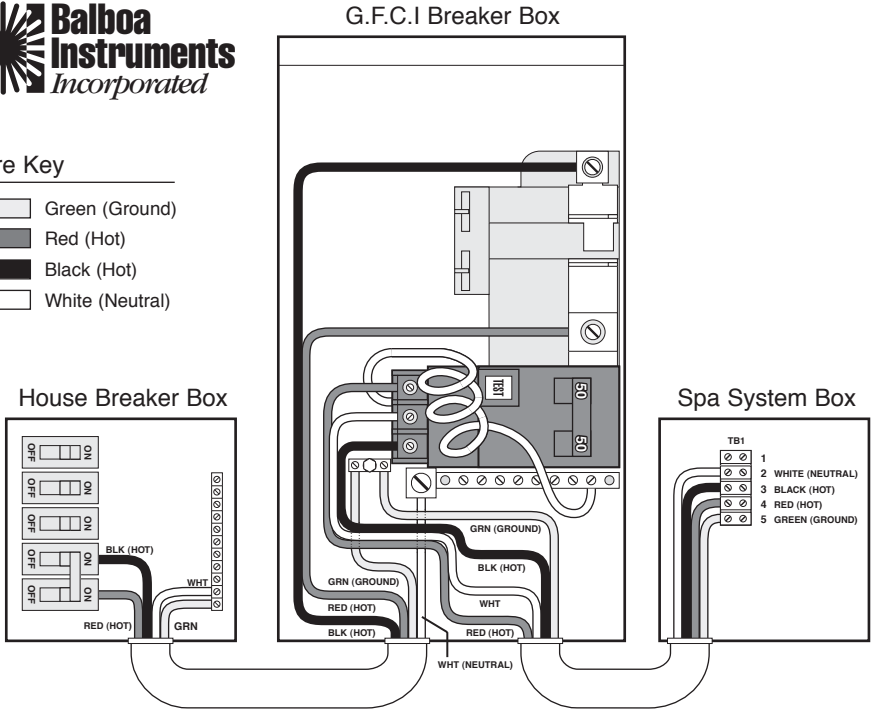 G.F.C.I Breaker Box
Balboa
Instruments
Incorporated
re Key
Green (Ground)
Red (Hot)
Black (Hot)
White (Neutral)
House Breaker Box
OFF ON
OFF ON
OFF ON
OFF ON
OFF ON
BLK (HOT)
WHT
RED (HOT)
GRN
TEST
50
50
GRN (GROUND)
BLK (HOT)
GRN (GROUND)
WHT
RED (HOT)
RED (HOT)
BLK (HOT)
WHT (NEUTRAL)
Spa System Box
TB1
1
2 WHITE (NEUTRAL)
3 BLACK (HOT)
4 RED (HOT)
5 GREEN (GROUND)